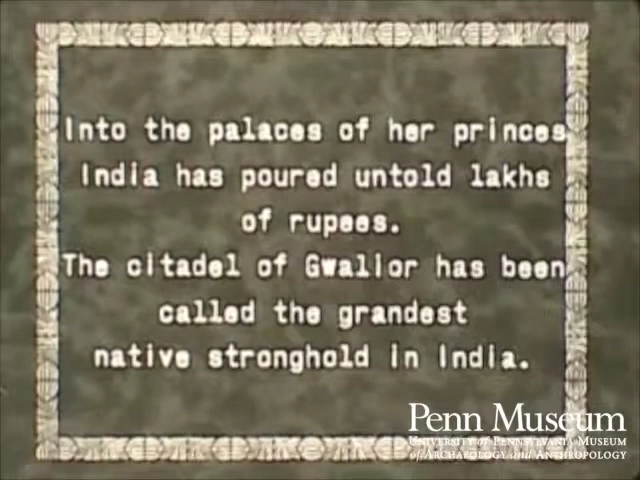 Into the palaces of her princes
India has poured untold lakhs
of rupees.
The citadel of Gwalior has been
called the grandest
native stronghold in India.
Penn Museum
University of Pennsylvania Museum
of Archaeology and Anthropology